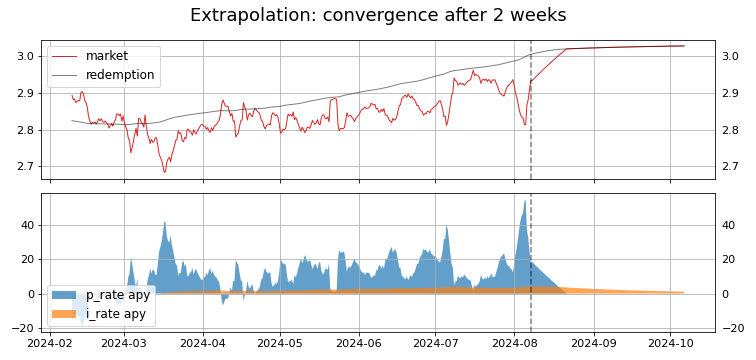 Extrapolation: convergence after 2 weeks
market
redemption
3.0
2.9
2.8
2.7
3.0
2.9
2.8
2.7
p_rate apy
i_rate apy
40
20
0
−20
40
20
0
−20
2024-02 2024-03 2024-04 2024-05 2024-06 2024-07 2024-08 2024-09 2024-10